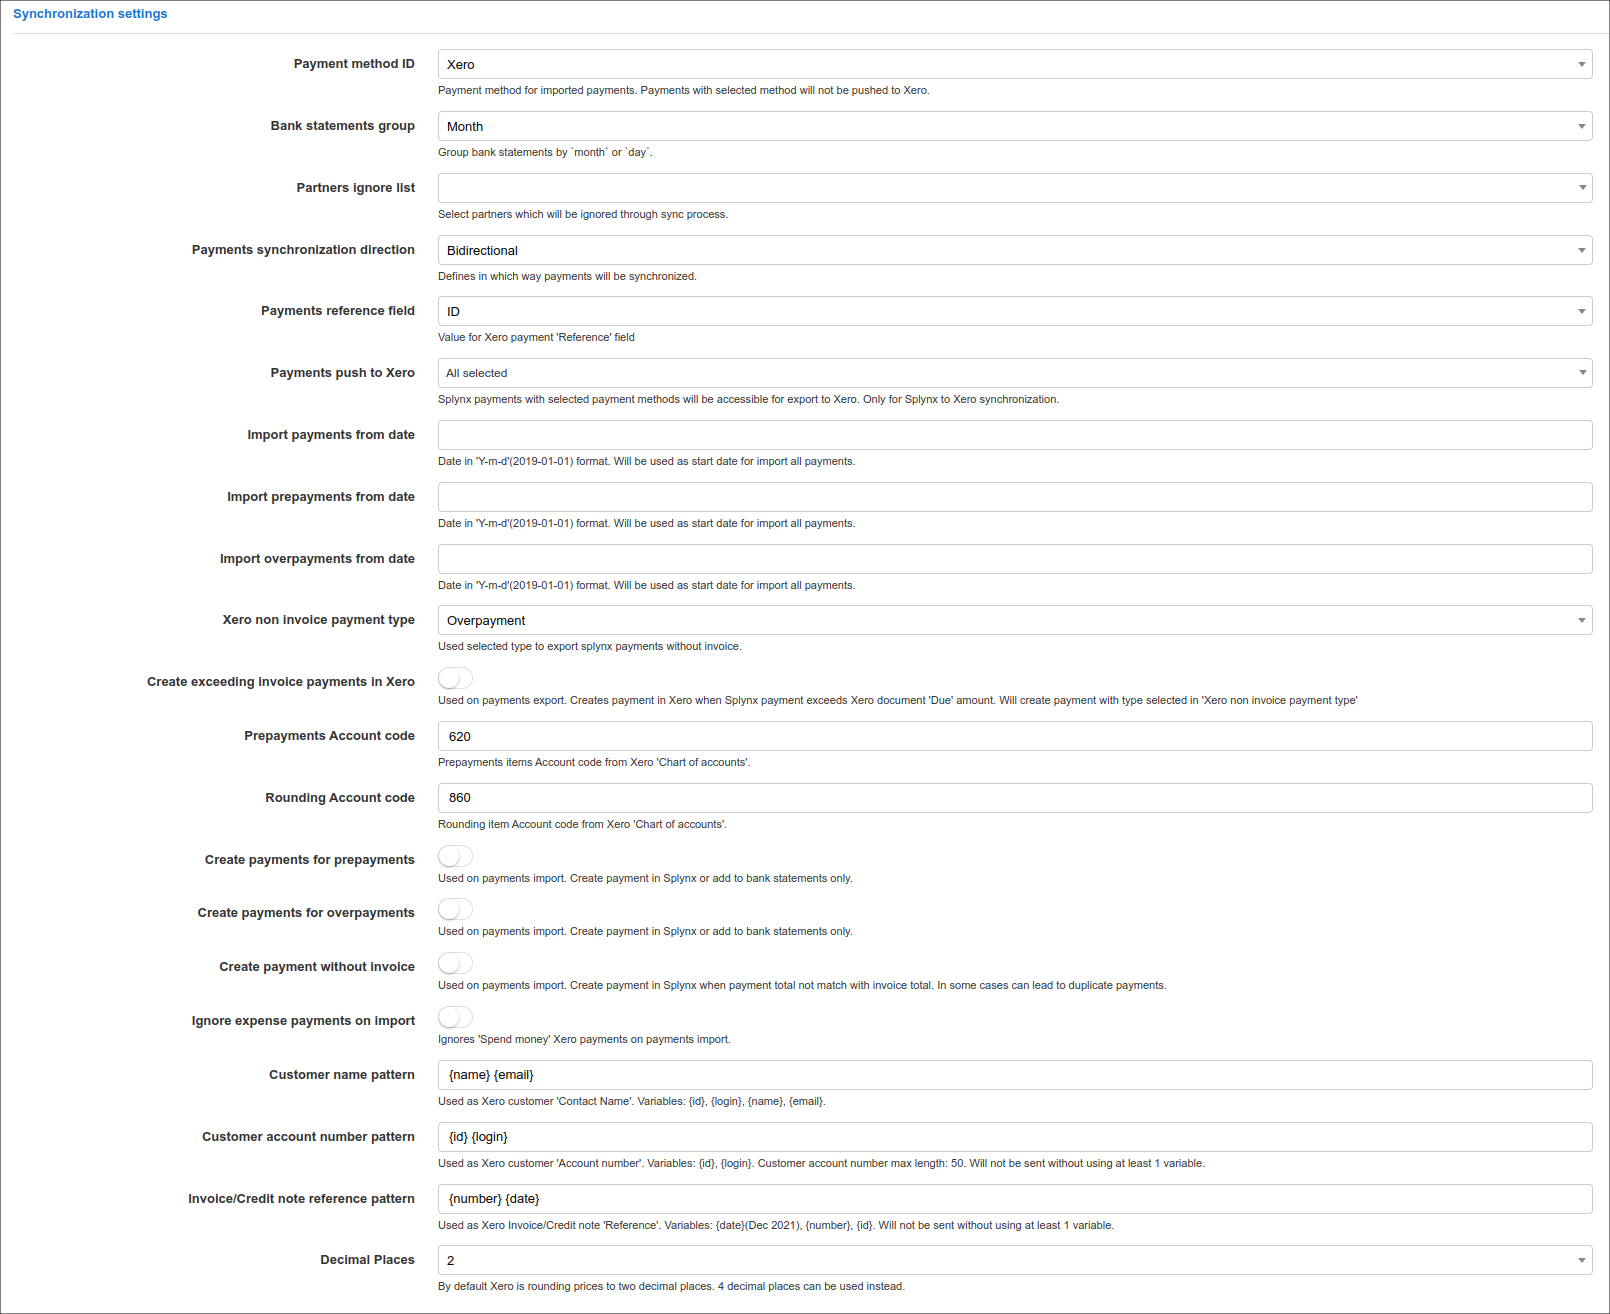 Synchronization settings
Payment method ID
Xero
Payment method for imported payments. Payments with selected method will not be pushed to Xero.
Bank statements group
Month
Group bank statements by `month` or `day`.
Partners ignore list
Select partners which will be ignored through sync process.
Payments synchronization direction
Bidirectional
Defines in which way payments will be synchronized.
Payments reference field
ID
Value for Xero payment 'Reference' field
Payments push to Xero
All selected
Splynx payments with selected payment methods will be accessible for export to Xero. Only for Splynx to Xero synchronization.
Import payments from date
Date in 'Y-m-d'(2019-01-01) format. Will be used as start date for import all payments.
Import prepayments from date
Date in 'Y-m-d'(2019-01-01) format. Will be used as start date for import all payments.
Import overpayments from date
Date in 'Y-m-d'(2019-01-01) format. Will be used as start date for import all payments.
Xero non invoice payment type
Overpayment
Used selected type to export splynx payments without invoice.
Create exceeding invoice payments in Xero
Used on payments export. Creates payment in Xero when Splynx payment exceeds Xero document 'Due' amount. Will create payment with type selected in 'Xero non invoice payment type'
Prepayments Account code
620
Prepayments items Account code from Xero 'Chart of accounts'.
Rounding Account code
860
Rounding item Account code from Xero 'Chart of accounts'.
Create payments for prepayments
Used on payments import. Create payment in Splynx or add to bank statements only.
Create payments for overpayments
Used on payments import. Create payment in Splynx or add to bank statements only.
Create payment without invoice
Used on payments import. Create payment in Splynx when payment total not match with invoice total. In some cases can lead to duplicate payments.
Ignore expense payments on import
Ignores 'Spend money' Xero payments on payments import.
Customer name pattern
{name} {email}
Used as Xero customer 'Contact Name'. Variables: {id}, {login}, {name}, {email}.
Customer account number pattern
{id} {login}
Used as Xero customer 'Account number'. Variables: {id}, {login}. Customer account number max length: 50. Will not be sent without using at least 1 variable.
Invoice/Credit note reference pattern
{number} {date}
Used as Xero Invoice/Credit note 'Reference'. Variables: {date}(Dec 2021), {number}, {id}. Will not be sent without using at least 1 variable.
Decimal Places
2
By default Xero is rounding prices to two decimal places. 4 decimal places can be used instead.